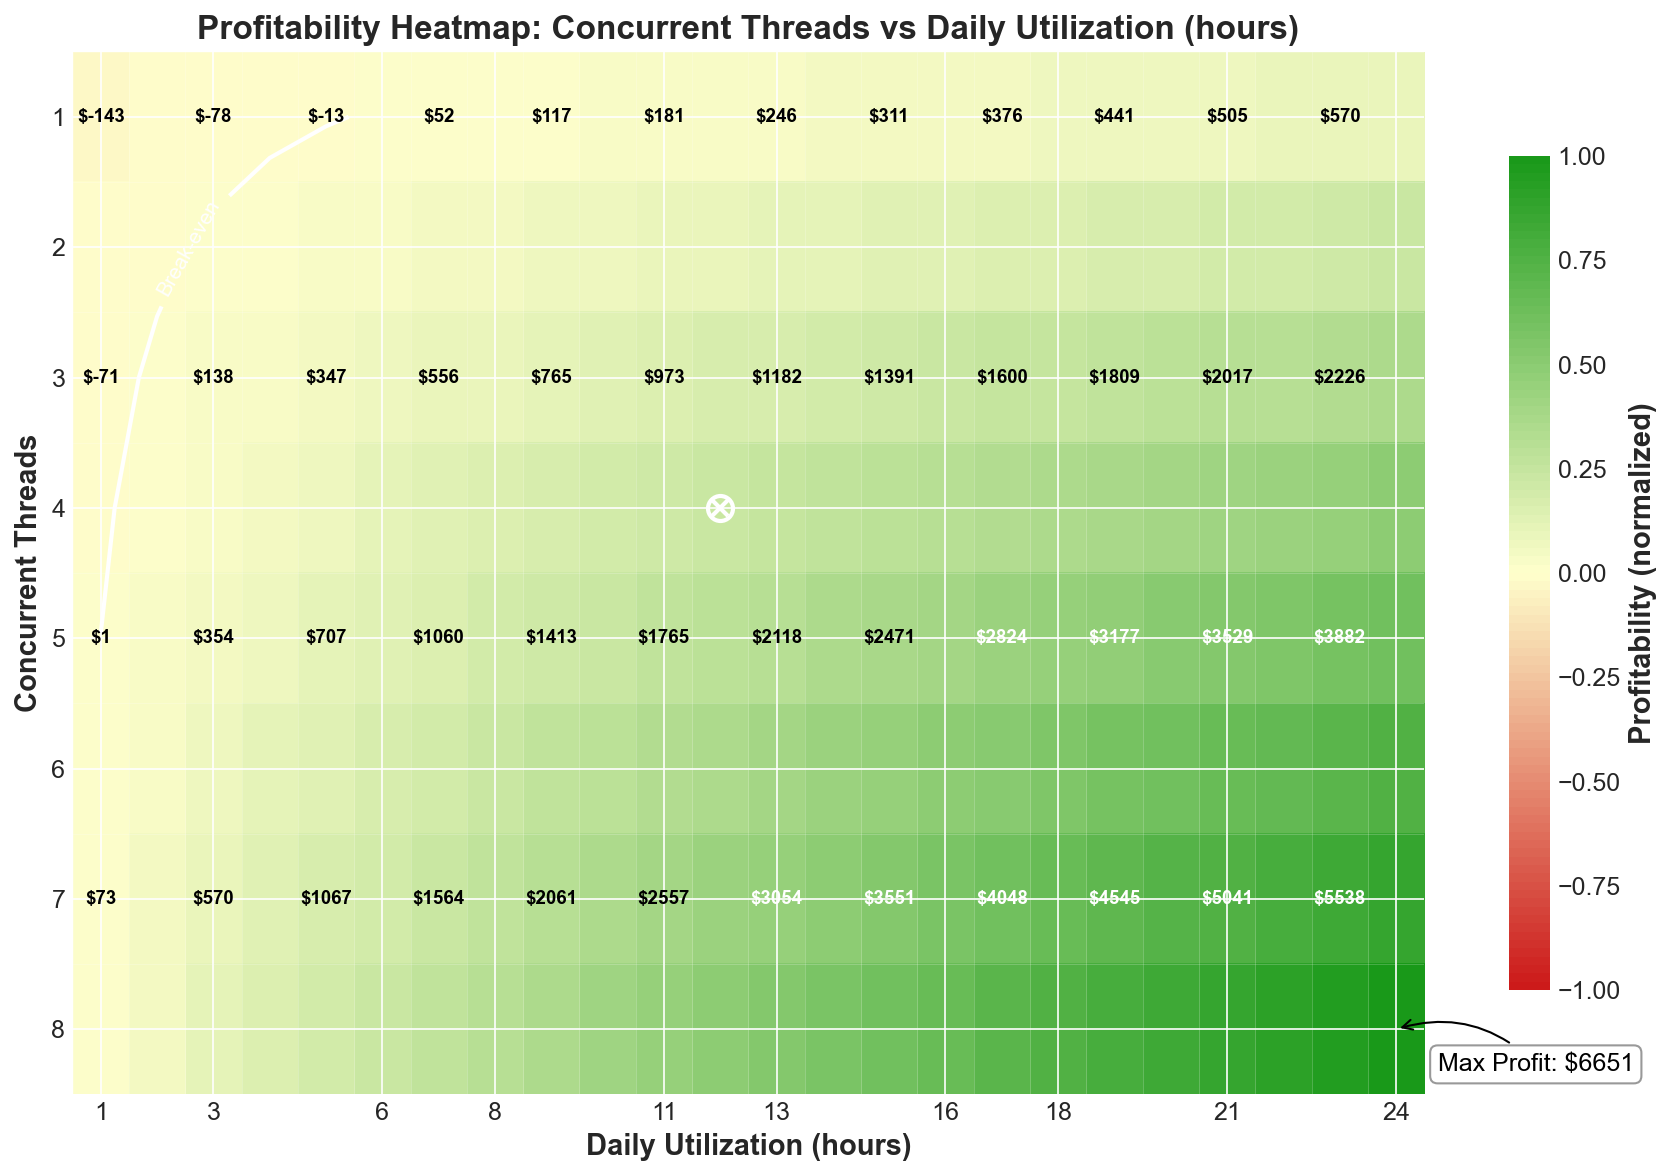 Profitability Heatmap: Concurrent Threads vs Daily Utilization (hours)
1
$-143 $-78 $-13 $52 $117 $181 $246 $311 $376 $441 $505 $570
2
Break-even
3
$-71 $138 $347 $556 $765 $973 $1182 $1391 $1600 $1809 $2017 $2226
4
5
$1 $354 $707 $1060 $1413 $1765 $2118 $2471 $2824 $3177 $3529 $3882
6
7
$73 $570 $1067 $1564 $2061 $2557 $3054 $3551 $4048 $4545 $5041 $5538
8
Concurrent Threads
1 3 6 8 11 13 16 18 21 24
Daily Utilization (hours)
Max Profit: $6651
1.00
0.75
0.50
0.25
0.00
−0.25
−0.50
−0.75
−1.00
Profitability (normalized)